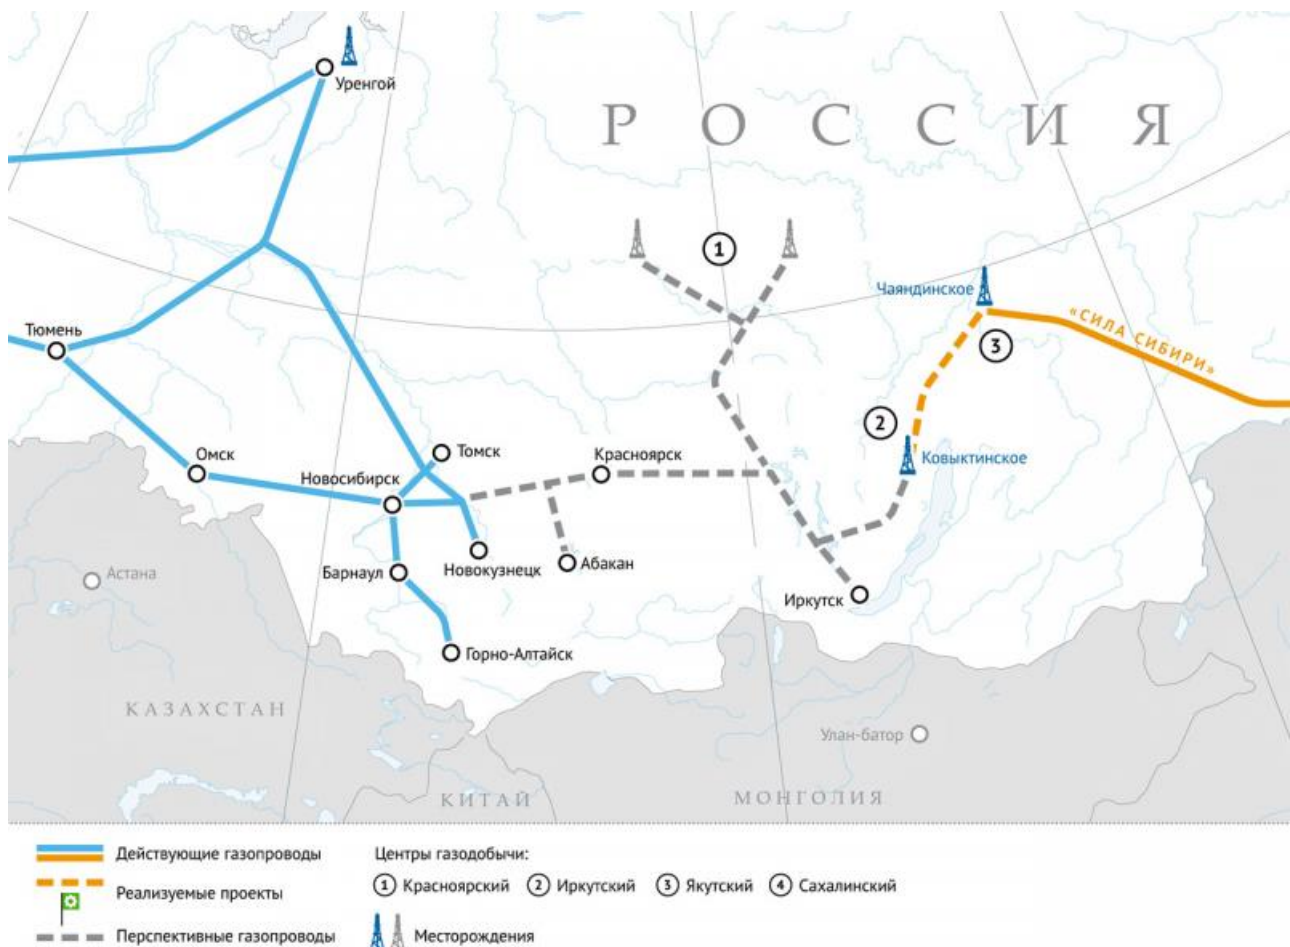 Уренгой
РОССИЯ
1
Чаяндинское
«СИЛА СИБИРИ»
Тюмень
3
2
Омск
Томск
Красноярск
Ковыктинское
Новосибирск
Астана
Барнаул
Новокузнецк
Абакан
Иркутск
Горно-Алтайск
КАЗАХСТАН
Улан-батор
КИТАЙ
МОНГОЛИЯ
Действующие газопроводы
Центры газодобычи:
Реализуемые проекты
1 Красноярский 2 Иркутский 3 Якутский 4 Сахалинский
Перспективные газопроводы
Месторождения